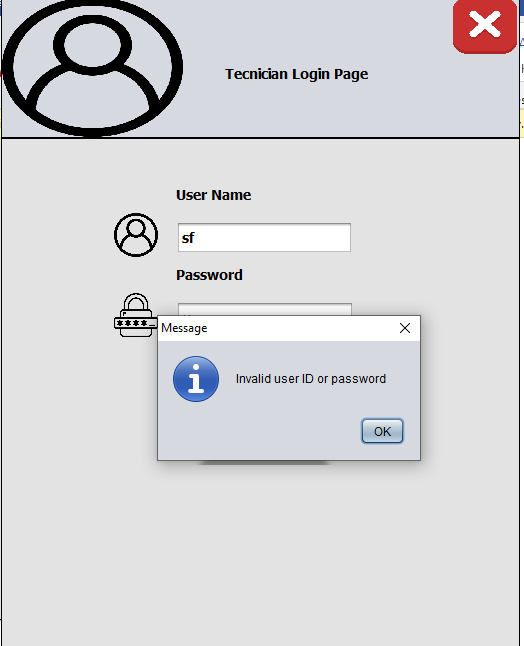 Tecnician Login Page
User Name
sf
Password
****_
Message
Invalid user ID or password
OK